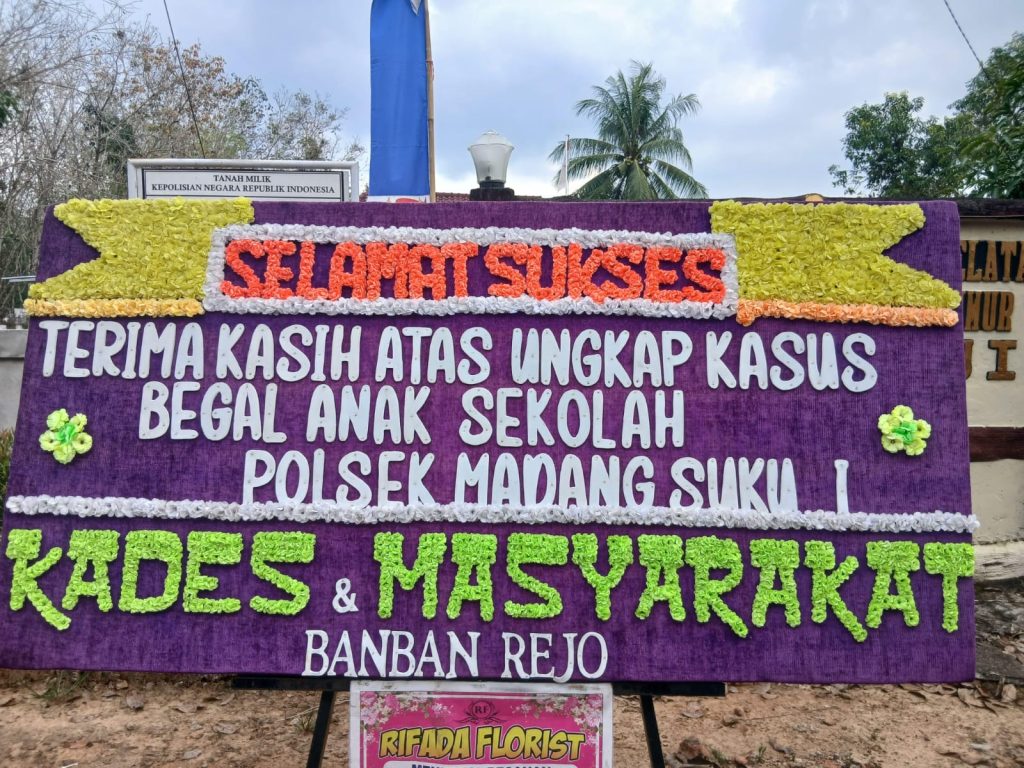 TANAH MILIK
KEPOLISIAN NEGARA REPUBLIK INDONESIA
SELAMAT SUKSES
TERIMA KASIH ATAS UNGKAP KASUS
BEGAL ANAK SEKOLAH
POLSEK MADANG SUKU I
KADES & MASYARAKAT
BANBAN REJO
RF
RIFADA FLORIST